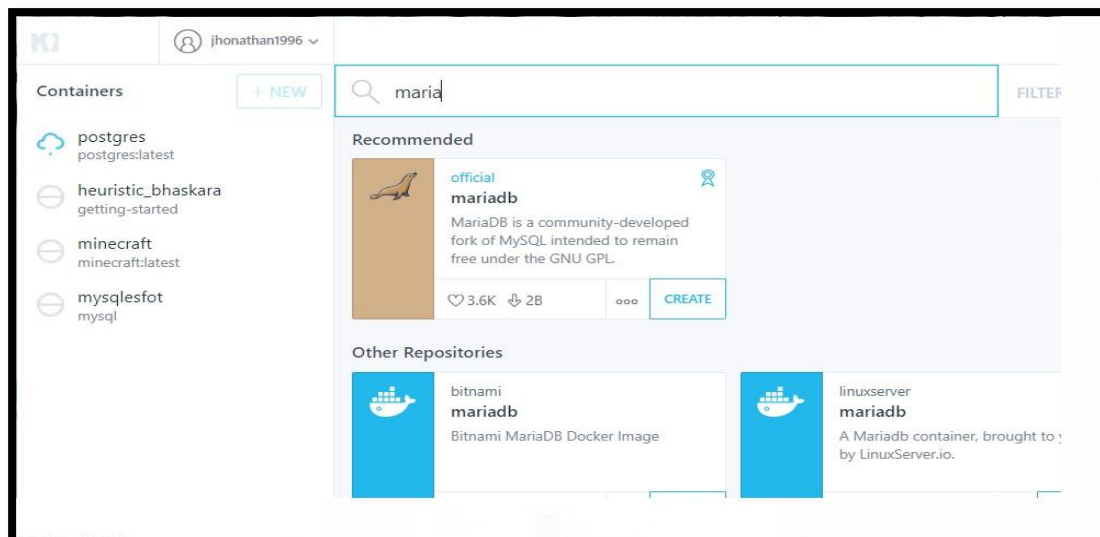 jhonathan1996
Containers
+ NEW
maria
FILTER
postgres
postgres:latest
heuristic_bhaskara
getting-started
minecraft
minecraft:latest
mysqlesfot
mysql
Recommended
official
mariadb
MariaDB is a community-developed
fork of MySQL intended to remain
free under the GNU GPL.
3.6K 2B
CREATE
Other Repositories
bitnami
mariadb
Bitnami MariaDB Docker Image
linuxserver
mariadb
A Mariadb container, brought to
by LinuxServer.io.